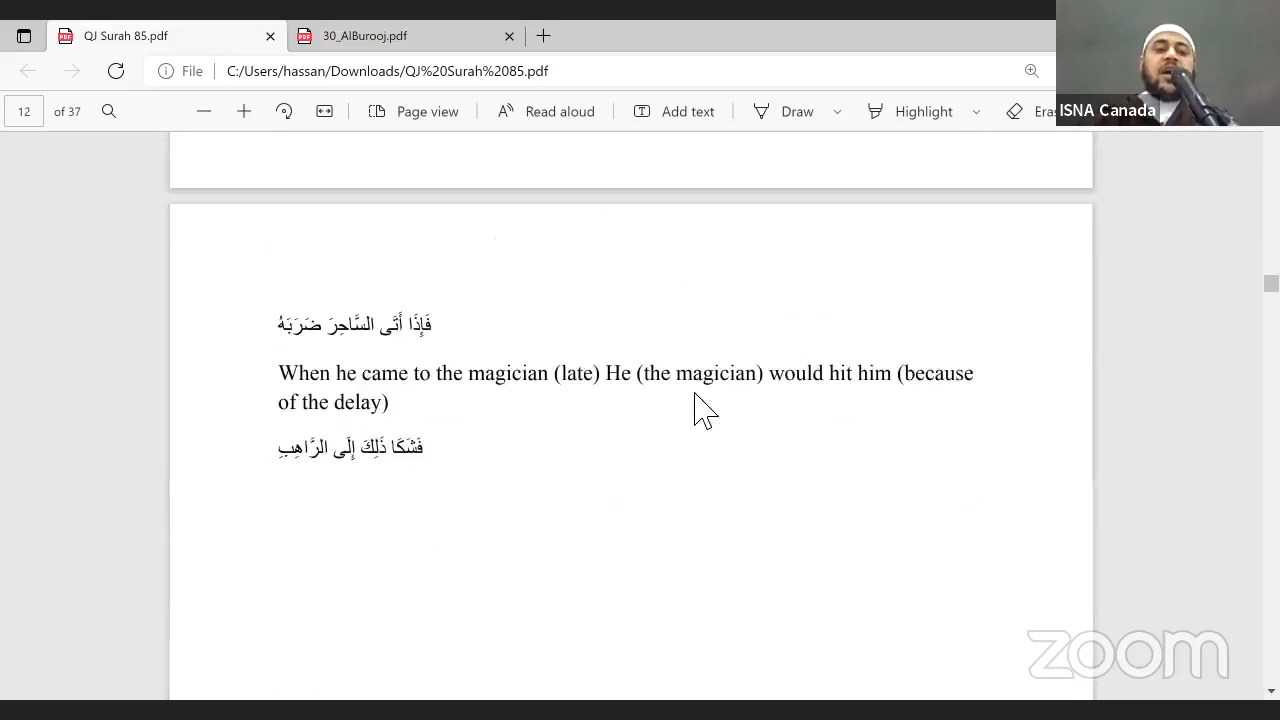 QJ Surah 85.pdf
30_AlBurooj.pdf
File
C:/Users/hassan/Downloads/QJ%20Surah%2085.pdf
12 of 37
Page view
Read aloud
Add text
Draw
Highlight
Era
ISNA Canada
فَإِذَا أَتَى السَّاحِرَ ضَرَبَهُ
When he came to the magician (late) He (the magician) would hit him (because
of the delay)
فَشَكَا ذَلِكَ إِلَى الرَّاهِبِ
zoom